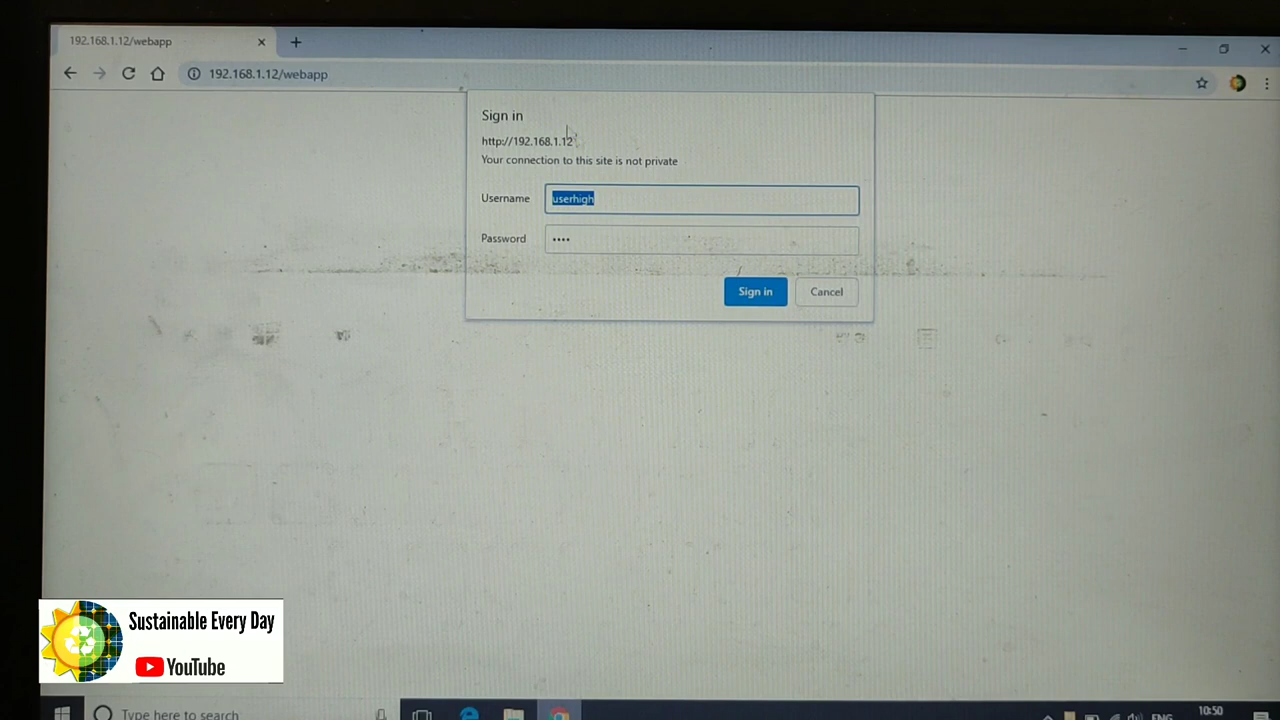 192.168.1.12/webapp
192.168.1.12/webapp
Sign in
http://192.168.1.12
Your connection to this site is not private
Username
userhigh
Password
••••
Sign in
Cancel
Sustainable Every Day
YouTube
Type here to search
ENG
10:50